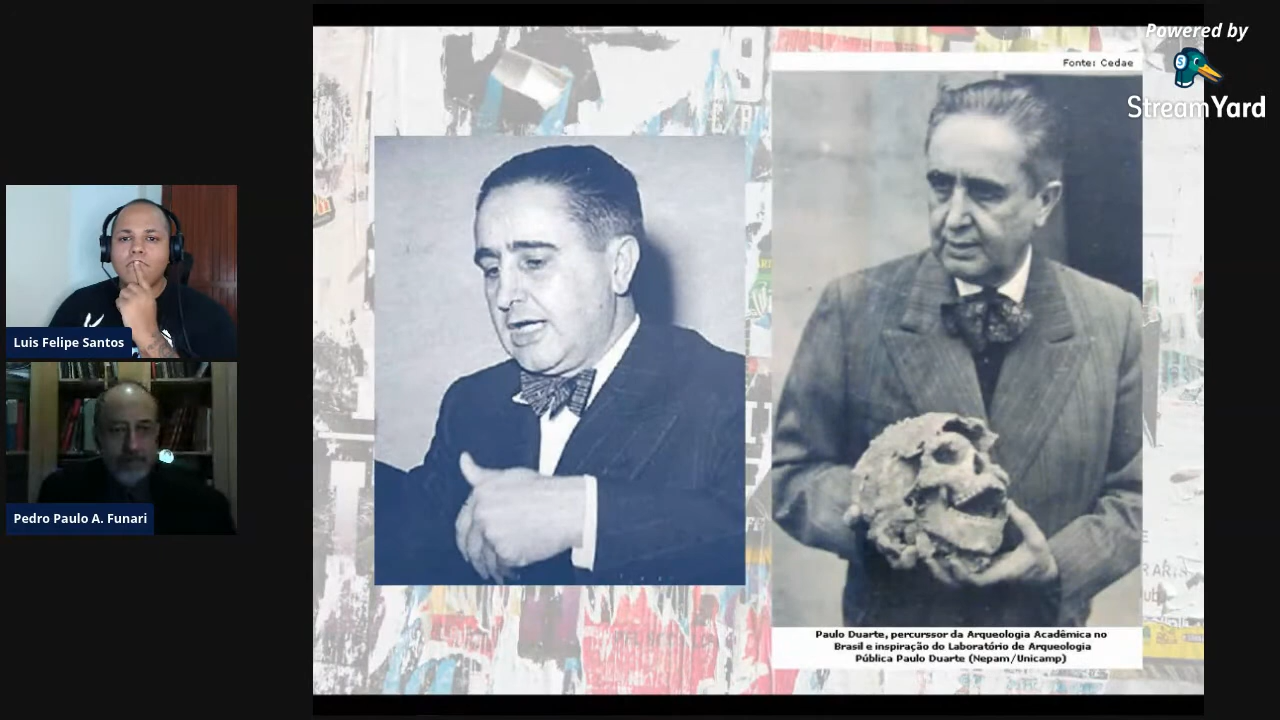 Powered by
StreamYard
Fonte: Cedae
Luis Felipe Santos
Pedro Paulo A. Funari
Paulo Duarte, percurssor da Arqueologia Acadêmica no
Brasil e inspiração do Laboratório de Arqueologia
Pública Paulo Duarte (Nepam/Unicamp)